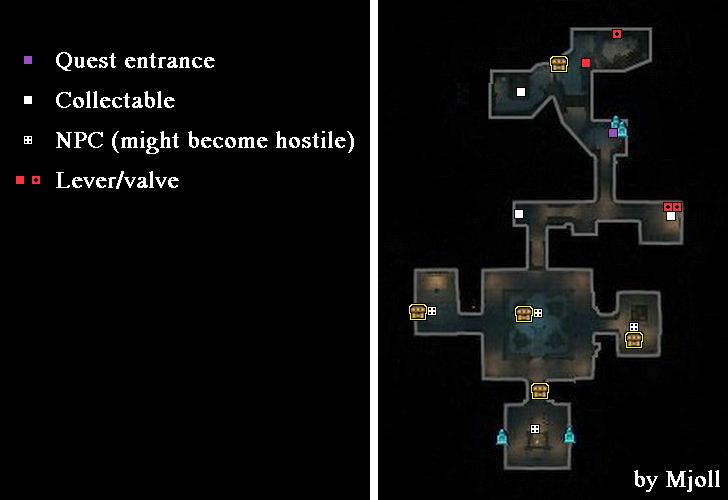 Quest entrance
Collectable
NPC (might become hostile)
Lever/valve
by Mjoll